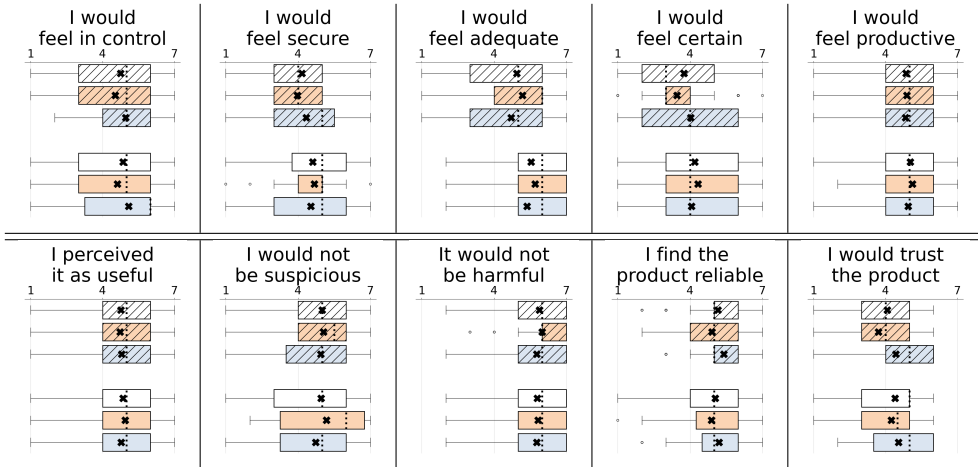 I would
feel in control
1 4 7
I would
feel secure
1 4 7
I would
feel adequate
1 4 7
I would
feel certain
1 4 7
I would
feel productive
1 4 7
I perceived
it as useful
1 4 7
I would not
be suspicious
1 4 7
It would not
be harmful
1 4 7
I find the
product reliable
1 4 7
I would trust
the product
1 4 7